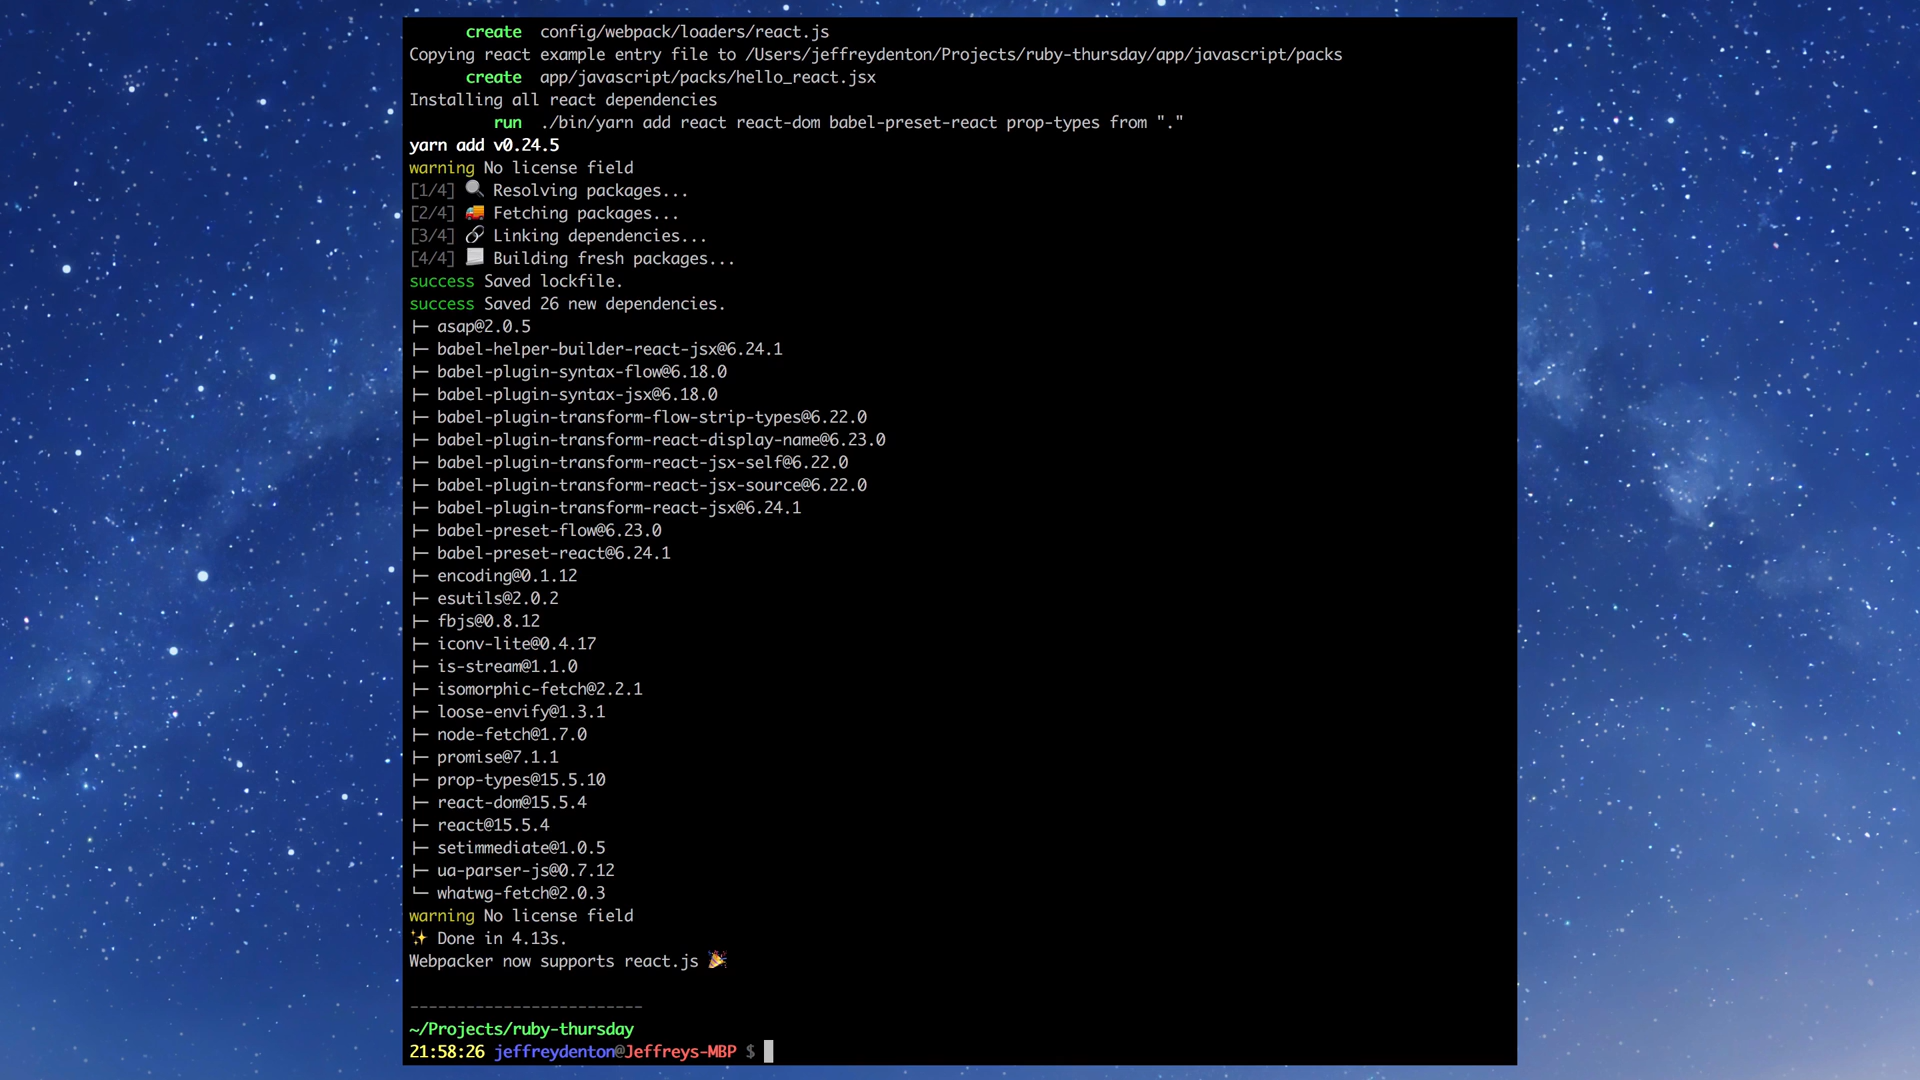 create config/webpack/loaders/react.js
Copying react example entry file to /Users/jeffreydenton/Projects/ruby-thursday/app/javascript/packs
create app/javascript/packs/hello_react.jsx
Installing all react dependencies
run ./bin/yarn add react react-dom babel-preset-react prop-types from "."
yarn add v0.24.5
warning No license field
[1/4] 🔍 Resolving packages...
[2/4] 🚚 Fetching packages...
[3/4] 🔗 Linking dependencies...
[4/4] 📃 Building fresh packages...
success Saved lockfile.
success Saved 26 new dependencies.
├─ asap@2.0.5
├─ babel-helper-builder-react-jsx@6.24.1
├─ babel-plugin-syntax-flow@6.18.0
├─ babel-plugin-syntax-jsx@6.18.0
├─ babel-plugin-transform-flow-strip-types@6.22.0
├─ babel-plugin-transform-react-display-name@6.23.0
├─ babel-plugin-transform-react-jsx-self@6.22.0
├─ babel-plugin-transform-react-jsx-source@6.22.0
├─ babel-plugin-transform-react-jsx@6.24.1
├─ babel-preset-flow@6.23.0
├─ babel-preset-react@6.24.1
├─ encoding@0.1.12
├─ esutils@2.0.2
├─ fbjs@0.8.12
├─ iconv-lite@0.4.17
├─ is-stream@1.1.0
├─ isomorphic-fetch@2.2.1
├─ loose-envify@1.3.1
├─ node-fetch@1.7.0
├─ promise@7.1.1
├─ prop-types@15.5.10
├─ react-dom@15.5.4
├─ react@15.5.4
├─ setimmediate@1.0.5
├─ ua-parser-js@0.7.12
└─ whatwg-fetch@2.0.3
warning No license field
✨ Done in 4.13s.
Webpacker now supports react.js 🎉
-------------------------
~/Projects/ruby-thursday
21:58:26 jeffreydenton@Jeffreys-MBP $